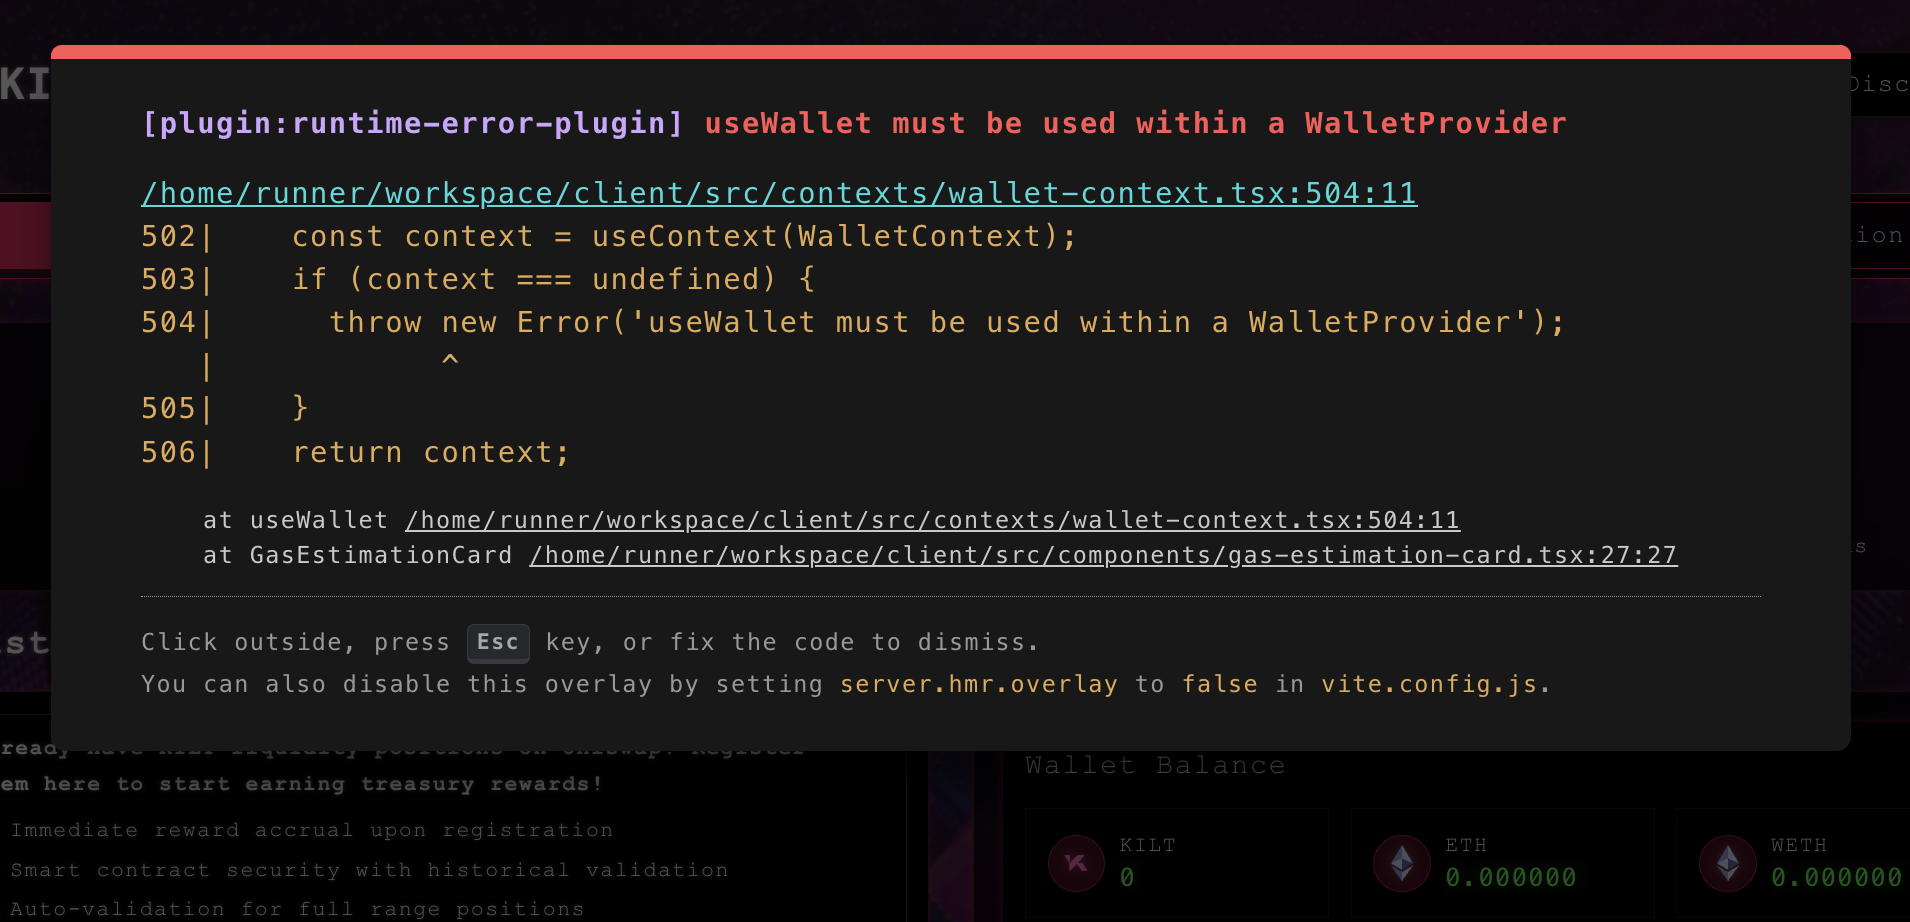 KI
Disc
[plugin:runtime-error-plugin] useWallet must be used within a WalletProvider
/home/runner/workspace/client/src/contexts/wallet-context.tsx:504:11
502|    const context = useContext(WalletContext);
ion
503|    if (context === undefined) {
504|      throw new Error('useWallet must be used within a WalletProvider');
   |            ^
505|    }
506|    return context;
at useWallet /home/runner/workspace/client/src/contexts/wallet-context.tsx:504:11
at GasEstimationCard /home/runner/workspace/client/src/components/gas-estimation-card.tsx:27:27
Click outside, press Esc key, or fix the code to dismiss.
st
You can also disable this overlay by setting server.hmr.overlay to false in vite.config.js.
ready have KILT liquidity positions on Uniswap? Register
em here to start earning treasury rewards!
Immediate reward accrual upon registration
Smart contract security with historical validation
Auto-validation for full range positions
Wallet Balance
KILT
0
ETH
0.000000
WETH
0.000000